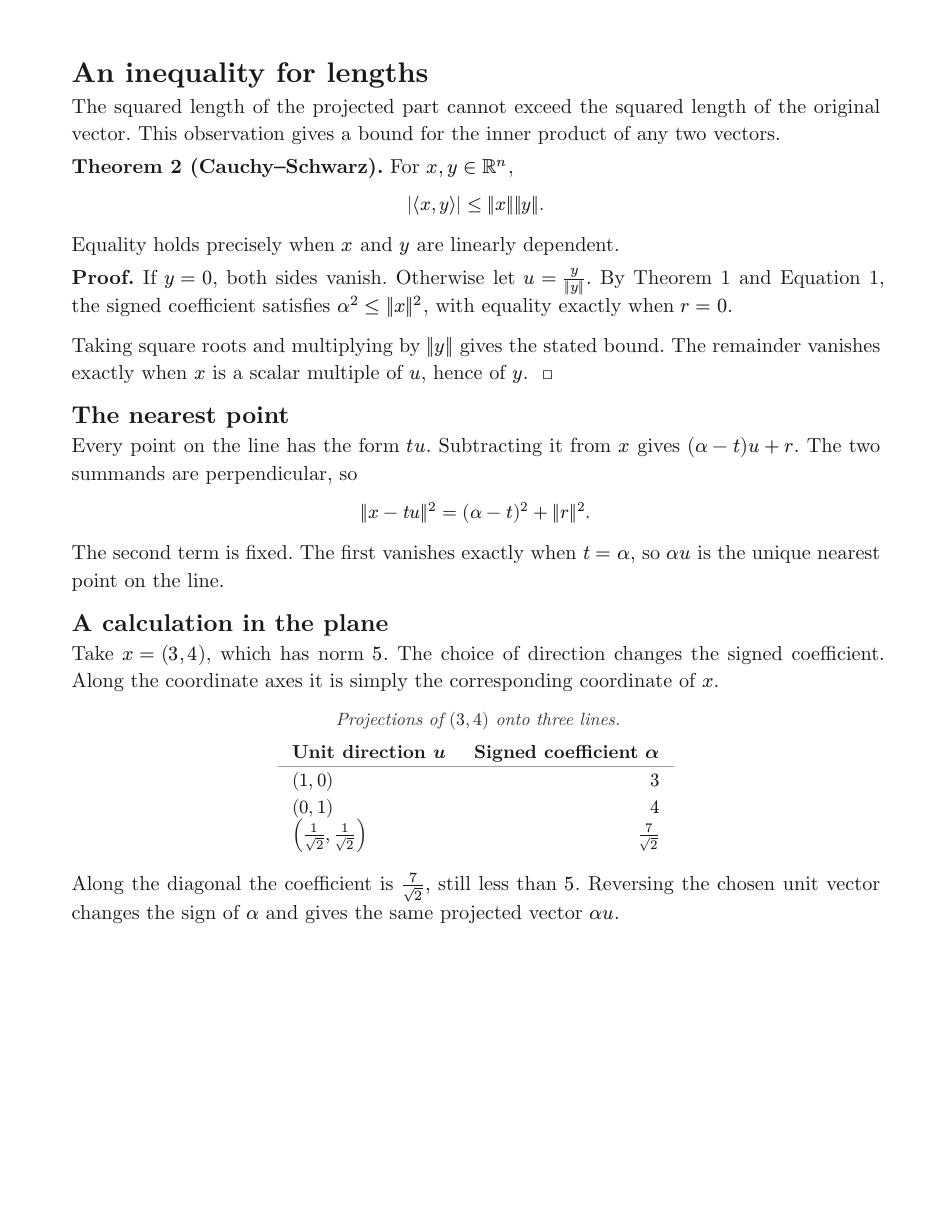 An inequality for lengths
The squared length of the projected part cannot exceed the squared length of the original
vector. This observation gives a bound for the inner product of any two vectors.
Theorem 2 (Cauchy–Schwarz). For x, y ∈ ℝⁿ,
|⟨x, y⟩| ≤ ‖x‖‖y‖.
Equality holds precisely when x and y are linearly dependent.
Proof. If y = 0, both sides vanish. Otherwise let u = y/‖y‖. By Theorem 1 and Equation 1,
the signed coefficient satisfies α² ≤ ‖x‖², with equality exactly when r = 0.
Taking square roots and multiplying by ‖y‖ gives the stated bound. The remainder vanishes
exactly when x is a scalar multiple of u, hence of y. □
The nearest point
Every point on the line has the form tu. Subtracting it from x gives (α − t)u + r. The two
summands are perpendicular, so
‖x − tu‖² = (α − t)² + ‖r‖².
The second term is fixed. The first vanishes exactly when t = α, so αu is the unique nearest
point on the line.
A calculation in the plane
Take x = (3, 4), which has norm 5. The choice of direction changes the signed coefficient.
Along the coordinate axes it is simply the corresponding coordinate of x.
Projections of (3, 4) onto three lines.
Unit direction u Signed coefficient α
(1, 0) 3
(0, 1) 4
(1/√2, 1/√2) 7/√2
Along the diagonal the coefficient is 7/√2, still less than 5. Reversing the chosen unit vector
changes the sign of α and gives the same projected vector αu.